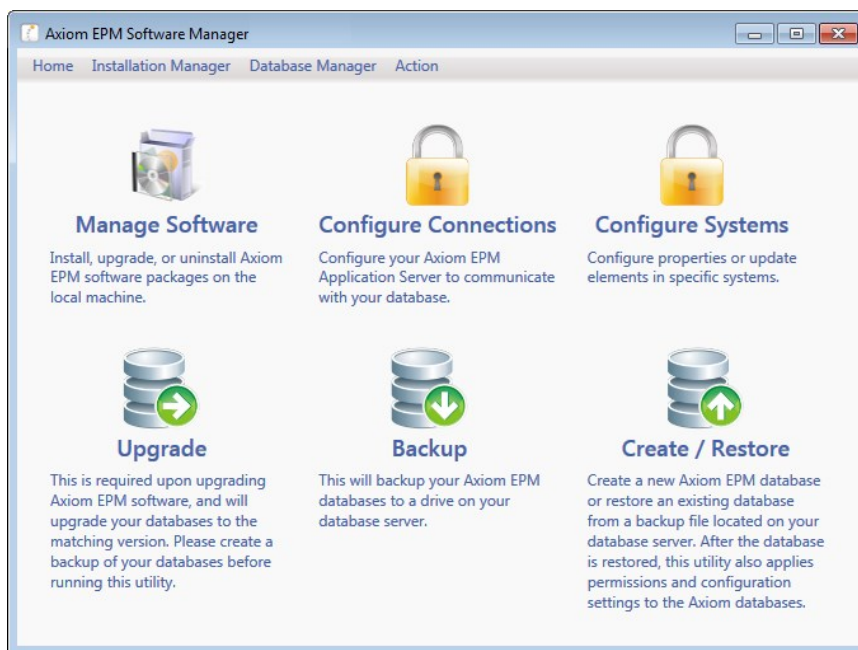 Axiom EPM Software Manager
Home Installation Manager Database Manager Action
Manage Software
Install, upgrade, or uninstall Axiom
EPM software packages on the
local machine.
Configure Connections
Configure your Axiom EPM
Application Server to communicate
with your database.
Configure Systems
Configure properties or update
elements in specific systems.
Upgrade
This is required upon upgrading
Axiom EPM software, and will
upgrade your databases to the
matching version. Please create a
backup of your databases before
running this utility.
Backup
This will backup your Axiom EPM
databases to a drive on your
database server.
Create / Restore
Create a new Axiom EPM database
or restore an existing database
from a backup file located on your
database server. After the database
is restored, this utility also applies
permissions and configuration
settings to the Axiom databases.